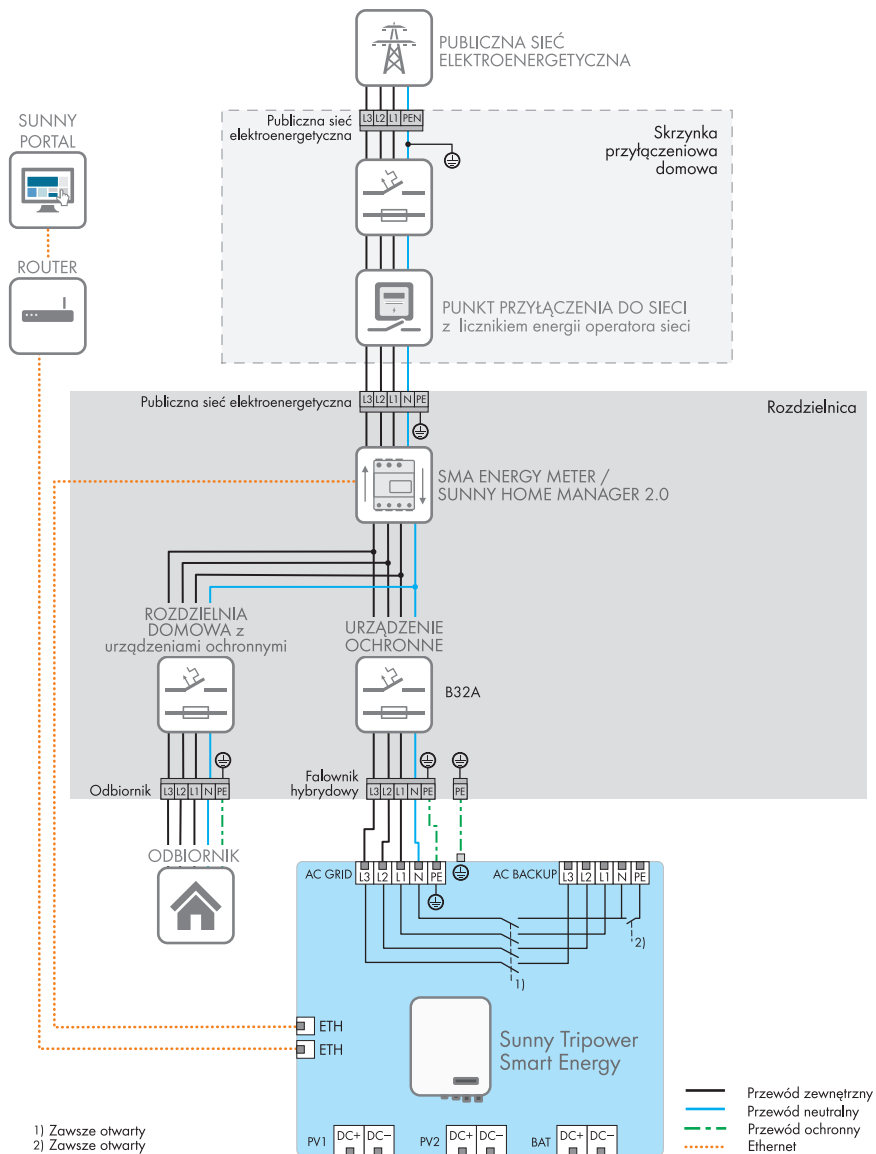 PUBLICZNA SIEĆ
ELEKTROENERGETYCZNA
SUNNY
PORTAL
Publiczna sieć
elektroenergetyczna
L3 L2 L1 PEN
Skrzynka
przyłączeniowa
domowa
ROUTER
PUNKT PRZYŁĄCZENIA DO SIECI
z licznikiem energii operatora sieci
Publiczna sieć elektroenergetyczna
L3 L2 L1 N PE
Rozdzielnica
SMA ENERGY METER /
SUNNY HOME MANAGER 2.0
ROZDZIELNIA
DOMOWA z
urządzeniami ochronnymi
URZĄDZENIE
OCHRONNE
B32A
Odbiornik
L3 L2 L1 N PE
Falownik
hybrydowy
L3 L2 L1 N PE
PE
ODBIORNIK
AC GRID
L3 L2 L1 N PE
AC BACKUP
L3 L2 L1 N PE
2)
1)
ETH
ETH
Sunny Tripower
Smart Energy
PV1 DC+ DC−
PV2 DC+ DC−
BAT DC+ DC−
1) Zawsze otwarty
2) Zawsze otwarty
Przewód zewnętrzny
Przewód neutralny
Przewód ochronny
Ethernet